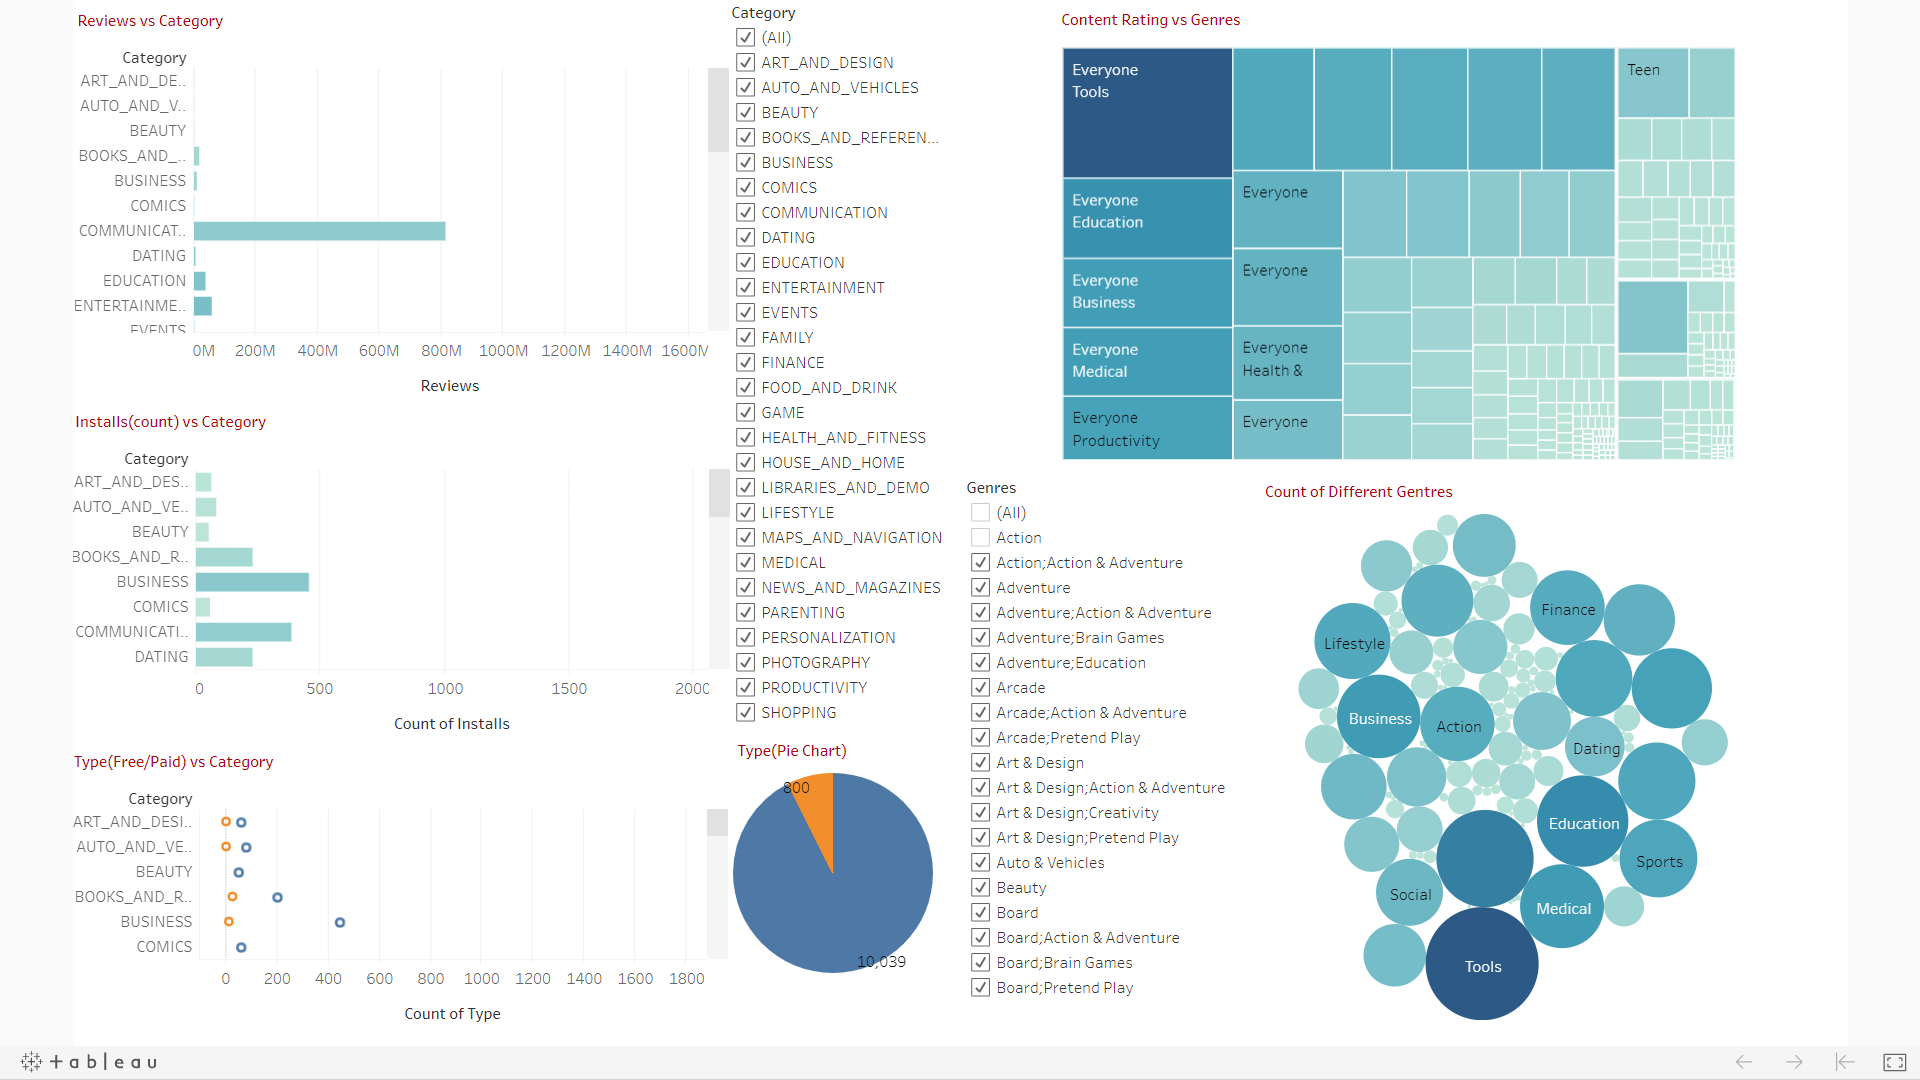 Reviews vs Category
Category
ART_AND_DE..
AUTO_AND_V..
BEAUTY
BOOKS_AND_..
BUSINESS
COMICS
COMMUNICAT..
DATING
EDUCATION
ENTERTAINME..
EVENTS
0M 200M 400M 600M 800M 1000M 1200M 1400M 1600M
Reviews
Installs(count) vs Category
Category
ART_AND_DES..
AUTO_AND_VE..
BEAUTY
BOOKS_AND_R..
BUSINESS
COMICS
COMMUNICATI..
DATING
0 500 1000 1500 2000
Count of Installs
Type(Free/Paid) vs Category
Category
ART_AND_DESI..
AUTO_AND_VE..
BEAUTY
BOOKS_AND_R..
BUSINESS
COMICS
0 200 400 600 800 1000 1200 1400 1600 1800
Count of Type
Category
(All)
ART_AND_DESIGN
AUTO_AND_VEHICLES
BEAUTY
BOOKS_AND_REFEREN...
BUSINESS
COMICS
COMMUNICATION
DATING
EDUCATION
ENTERTAINMENT
EVENTS
FAMILY
FINANCE
FOOD_AND_DRINK
GAME
HEALTH_AND_FITNESS
HOUSE_AND_HOME
LIBRARIES_AND_DEMO
LIFESTYLE
MAPS_AND_NAVIGATION
MEDICAL
NEWS_AND_MAGAZINES
PARENTING
PERSONALIZATION
PHOTOGRAPHY
PRODUCTIVITY
SHOPPING
Type(Pie Chart)
800
10,039
Content Rating vs Genres
Everyone
Tools
Everyone
Education
Everyone
Business
Everyone
Medical
Everyone
Productivity
Everyone
Everyone
Everyone
Health &
Everyone
Teen
Genres
(All)
Action
Action;Action & Adventure
Adventure
Adventure;Action & Adventure
Adventure;Brain Games
Adventure;Education
Arcade
Arcade;Action & Adventure
Arcade;Pretend Play
Art & Design
Art & Design;Action & Adventure
Art & Design;Creativity
Art & Design;Pretend Play
Auto & Vehicles
Beauty
Board
Board;Action & Adventure
Board;Brain Games
Board;Pretend Play
Count of Different Gentres
Finance
Lifestyle
Business
Action
Dating
Education
Sports
Social
Medical
Tools
+ableau